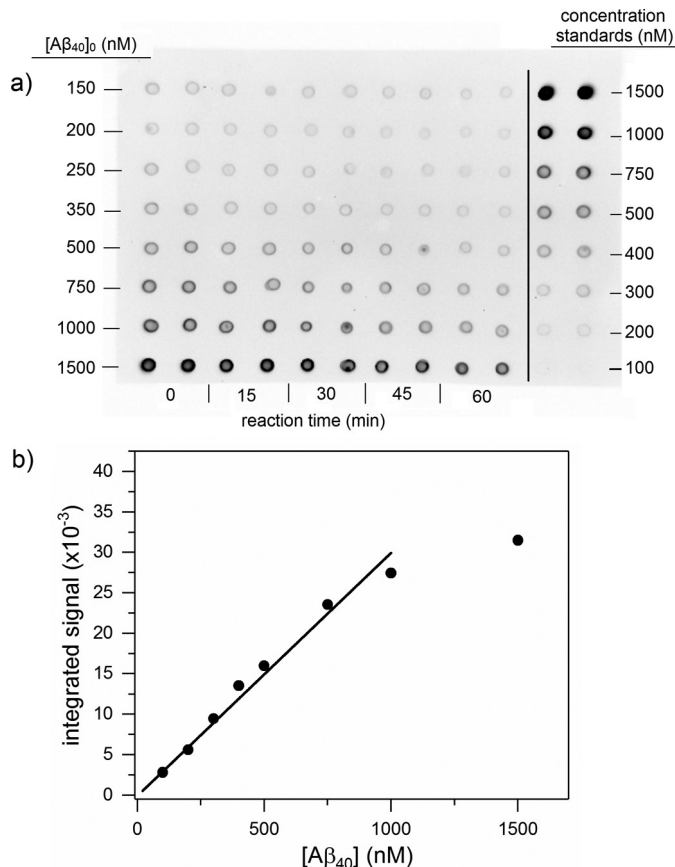 [Aβ₄₀]₀ (nM)
concentration
standards (nM)
a)
150
200
250
350
500
750
1000
1500
1500
1000
750
500
400
300
200
100
0 | 15 | 30 | 45 | 60
reaction time (min)
b)
integrated signal (x10⁻³)
40
35
30
25
20
15
10
5
0
0 500 1000 1500
[Aβ₄₀] (nM)